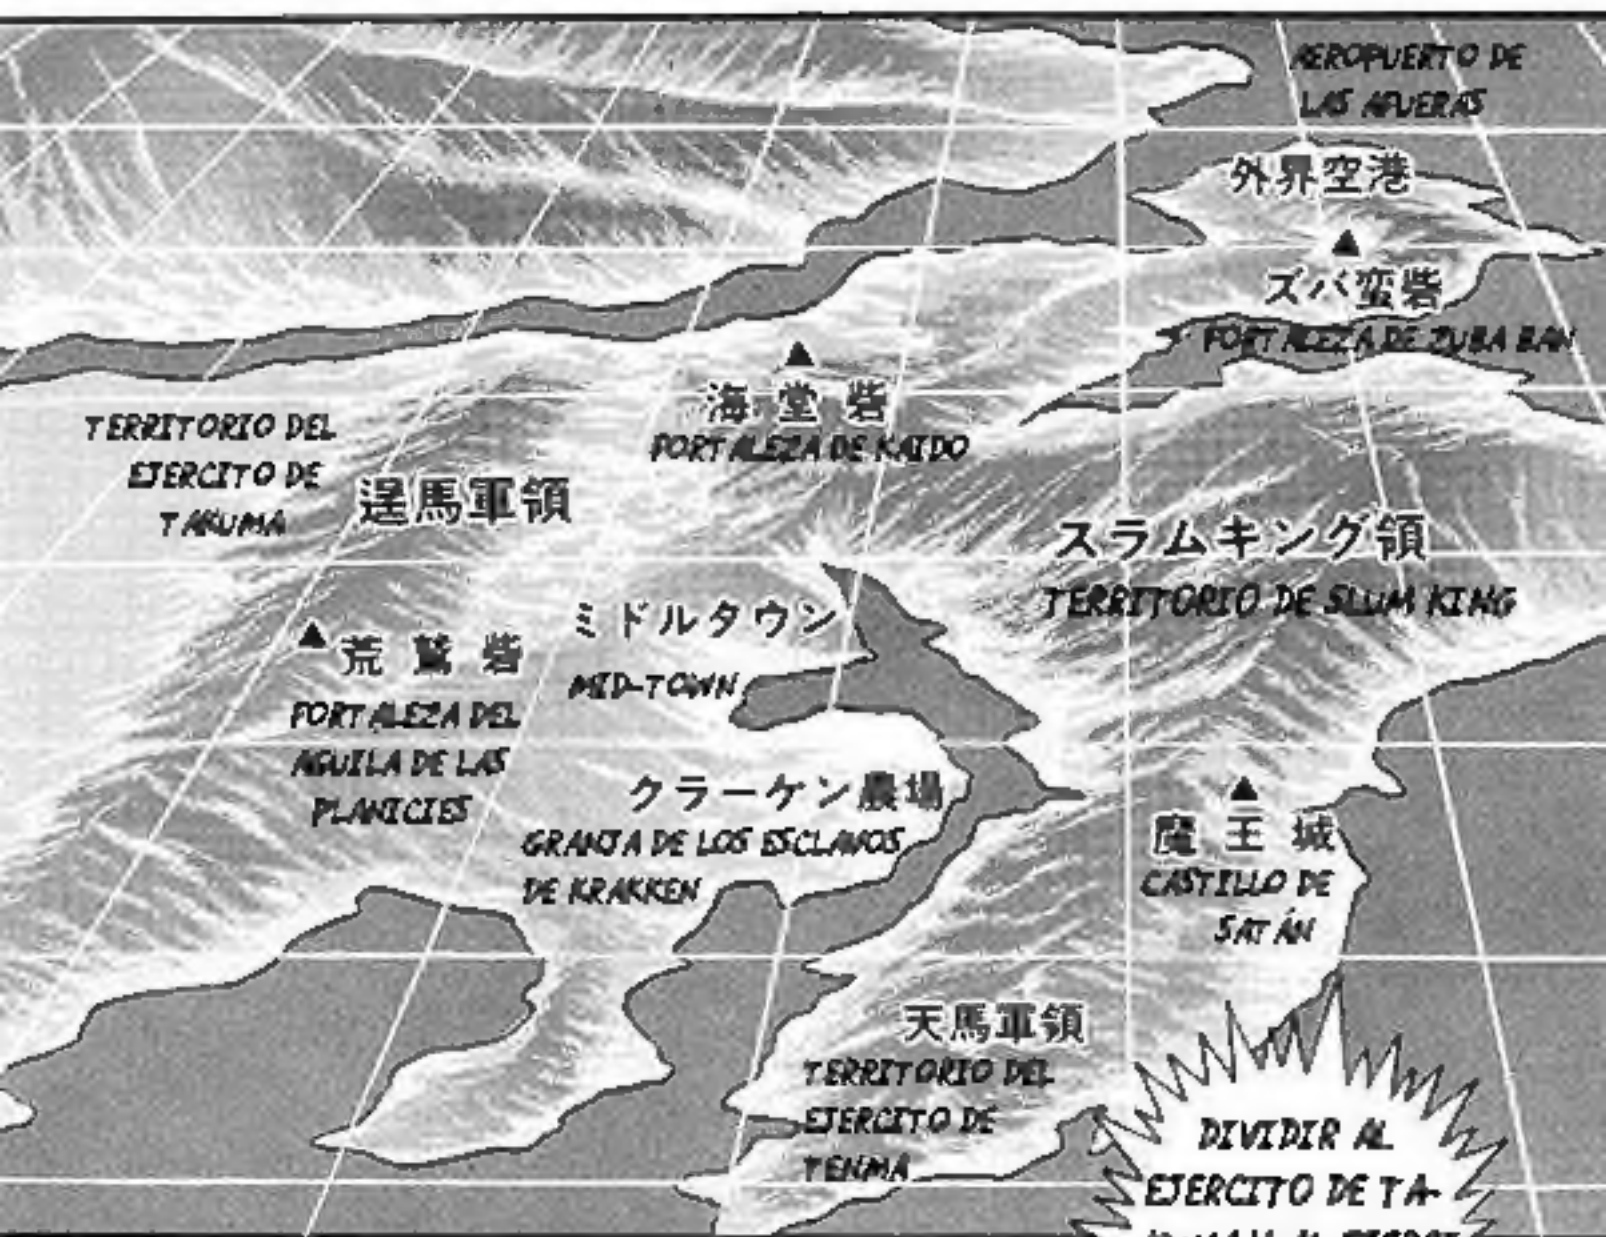 AEROPUERTO DE
LAS AFUERAS
外界空港
ズバ蛮砦
FORTALEZA DE ZUBA BAN
海堂砦
FORTALEZA DE KAIDO
TERRITORIO DEL
EJERCITO DE
TAKUMA
逞馬軍領
スラムキング領
TERRITORIO DE SLUM KING
ミドルタウン
MID-TOWN
荒鷲砦
FORTALEZA DEL
AGUILA DE LAS
PLANICIES
クラーケン農場
GRANJA DE LOS ESCLAVOS
DE KRAKKEN
魔王城
CASTILLO DE
SATÁN
天馬軍領
TERRITORIO DEL
EJERCITO DE
TENMA
DIVIDIR AL
EJERCITO DE TA-